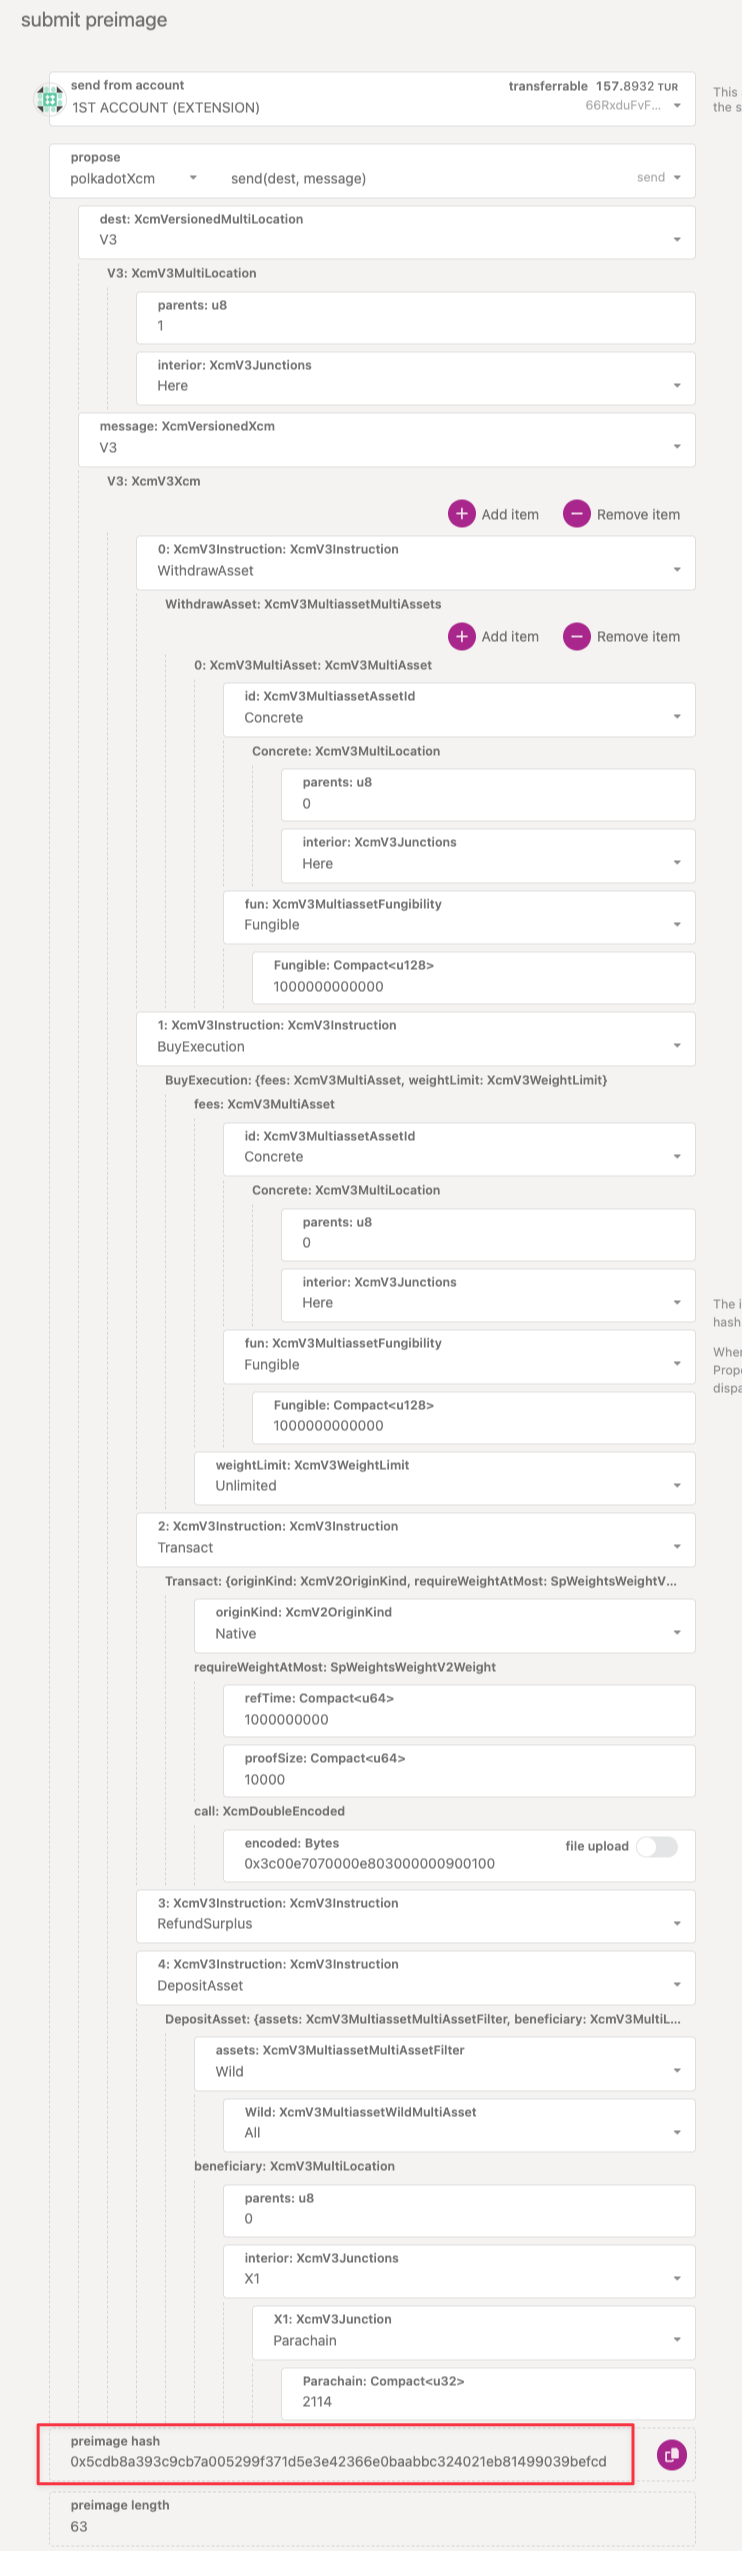 submit preimage
send from account
transferrable 157.8932 TUR
1ST ACCOUNT (EXTENSION)
66RxduFvF...
This
the s
propose
polkadotXcm
send(dest, message)
send
dest: XcmVersionedMultiLocation
V3
V3: XcmV3MultiLocation
parents: u8
1
interior: XcmV3Junctions
Here
message: XcmVersionedXcm
V3
V3: XcmV3Xcm
Add item
Remove item
0: XcmV3Instruction: XcmV3Instruction
WithdrawAsset
WithdrawAsset: XcmV3MultiassetMultiAssets
Add item
Remove item
0: XcmV3MultiAsset: XcmV3MultiAsset
id: XcmV3MultiassetAssetId
Concrete
Concrete: XcmV3MultiLocation
parents: u8
0
interior: XcmV3Junctions
Here
fun: XcmV3MultiassetFungibility
Fungible
Fungible: Compact<u128>
1000000000000
1: XcmV3Instruction: XcmV3Instruction
BuyExecution
BuyExecution: {fees: XcmV3MultiAsset, weightLimit: XcmV3WeightLimit}
fees: XcmV3MultiAsset
id: XcmV3MultiassetAssetId
Concrete
Concrete: XcmV3MultiLocation
parents: u8
0
interior: XcmV3Junctions
Here
The i
hash
fun: XcmV3MultiassetFungibility
Fungible
When
Prop
dispa
Fungible: Compact<u128>
1000000000000
weightLimit: XcmV3WeightLimit
Unlimited
2: XcmV3Instruction: XcmV3Instruction
Transact
Transact: {originKind: XcmV2OriginKind, requireWeightAtMost: SpWeightsWeightV...
originKind: XcmV2OriginKind
Native
requireWeightAtMost: SpWeightsWeightV2Weight
refTime: Compact<u64>
1000000000
proofSize: Compact<u64>
10000
call: XcmDoubleEncoded
encoded: Bytes
file upload
0x3c00e7070000e803000000900100
3: XcmV3Instruction: XcmV3Instruction
RefundSurplus
4: XcmV3Instruction: XcmV3Instruction
DepositAsset
DepositAsset: {assets: XcmV3MultiassetMultiAssetFilter, beneficiary: XcmV3MultiL...
assets: XcmV3MultiassetMultiAssetFilter
Wild
Wild: XcmV3MultiassetWildMultiAsset
All
beneficiary: XcmV3MultiLocation
parents: u8
0
interior: XcmV3Junctions
X1
X1: XcmV3Junction
Parachain
Parachain: Compact<u32>
2114
preimage hash
0x5cdb8a393c9cb7a005299f371d5e3e42366e0baabbc324021eb81499039befcd
preimage length
63